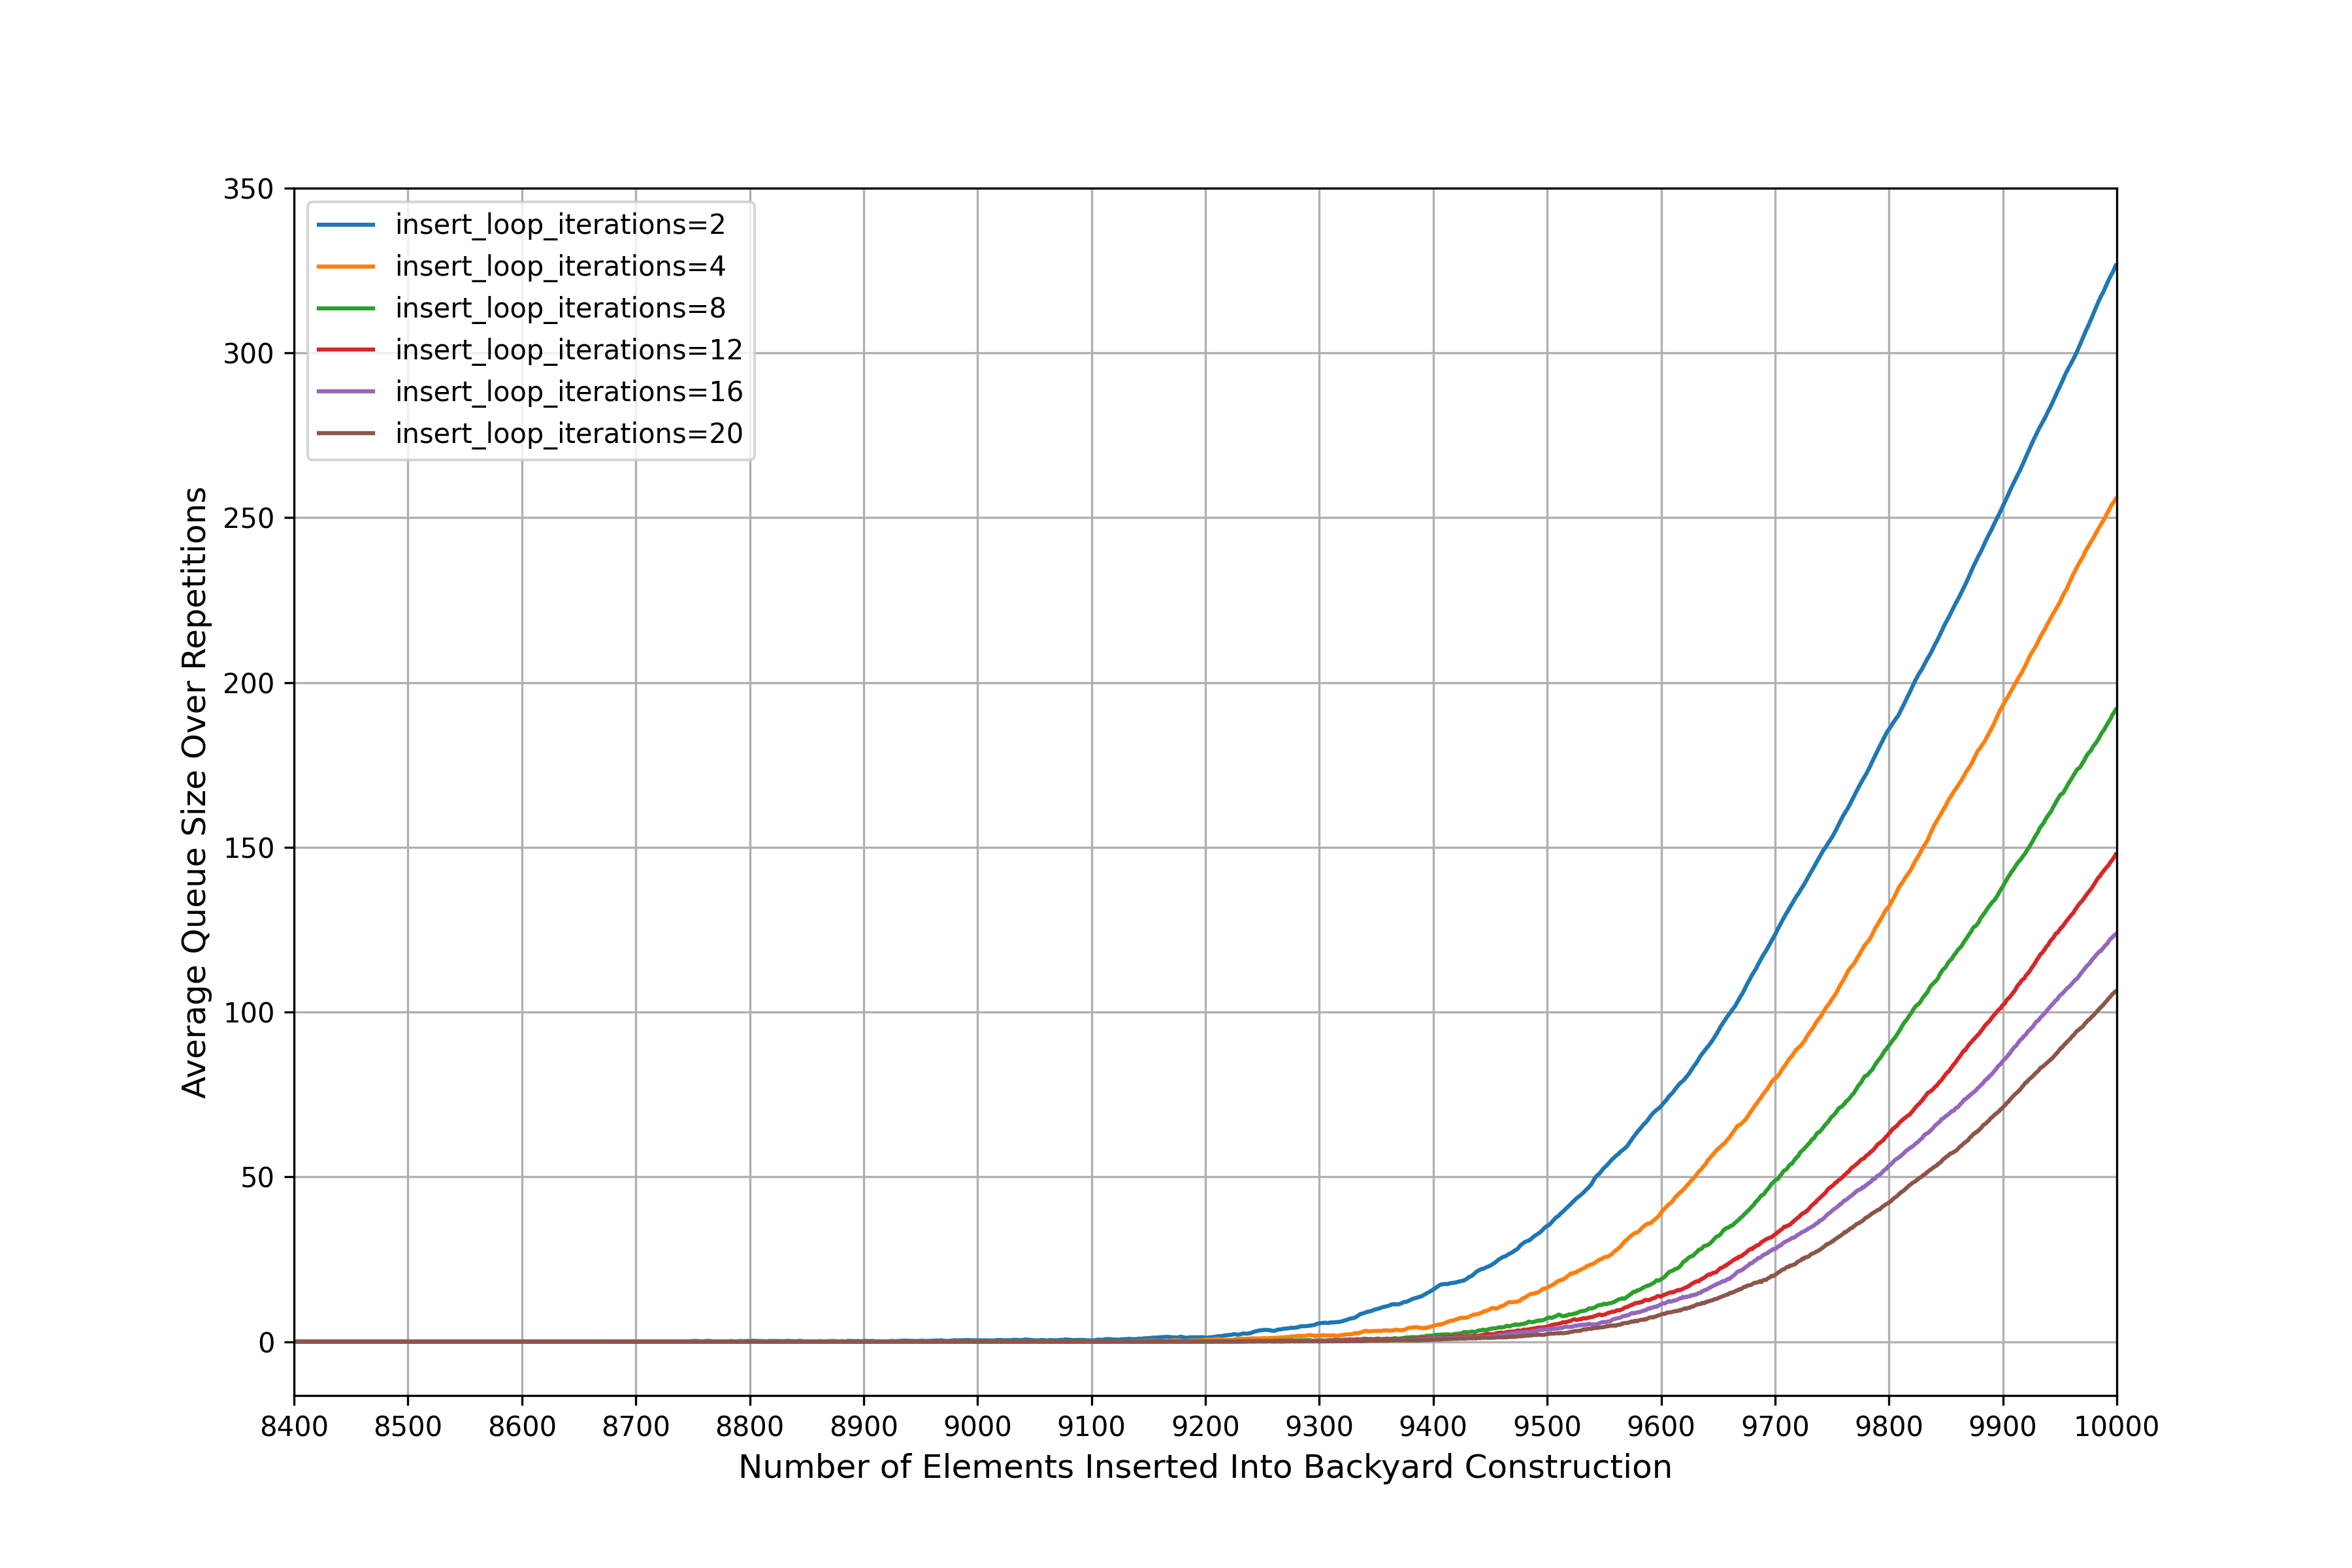 350
300
250
200
150
100
50
0
Average Queue Size Over Repetitions
insert_loop_iterations=2
insert_loop_iterations=4
insert_loop_iterations=8
insert_loop_iterations=12
insert_loop_iterations=16
insert_loop_iterations=20
8400 8500 8600 8700 8800 8900 9000 9100 9200 9300 9400 9500 9600 9700 9800 9900 10000
Number of Elements Inserted Into Backyard Construction